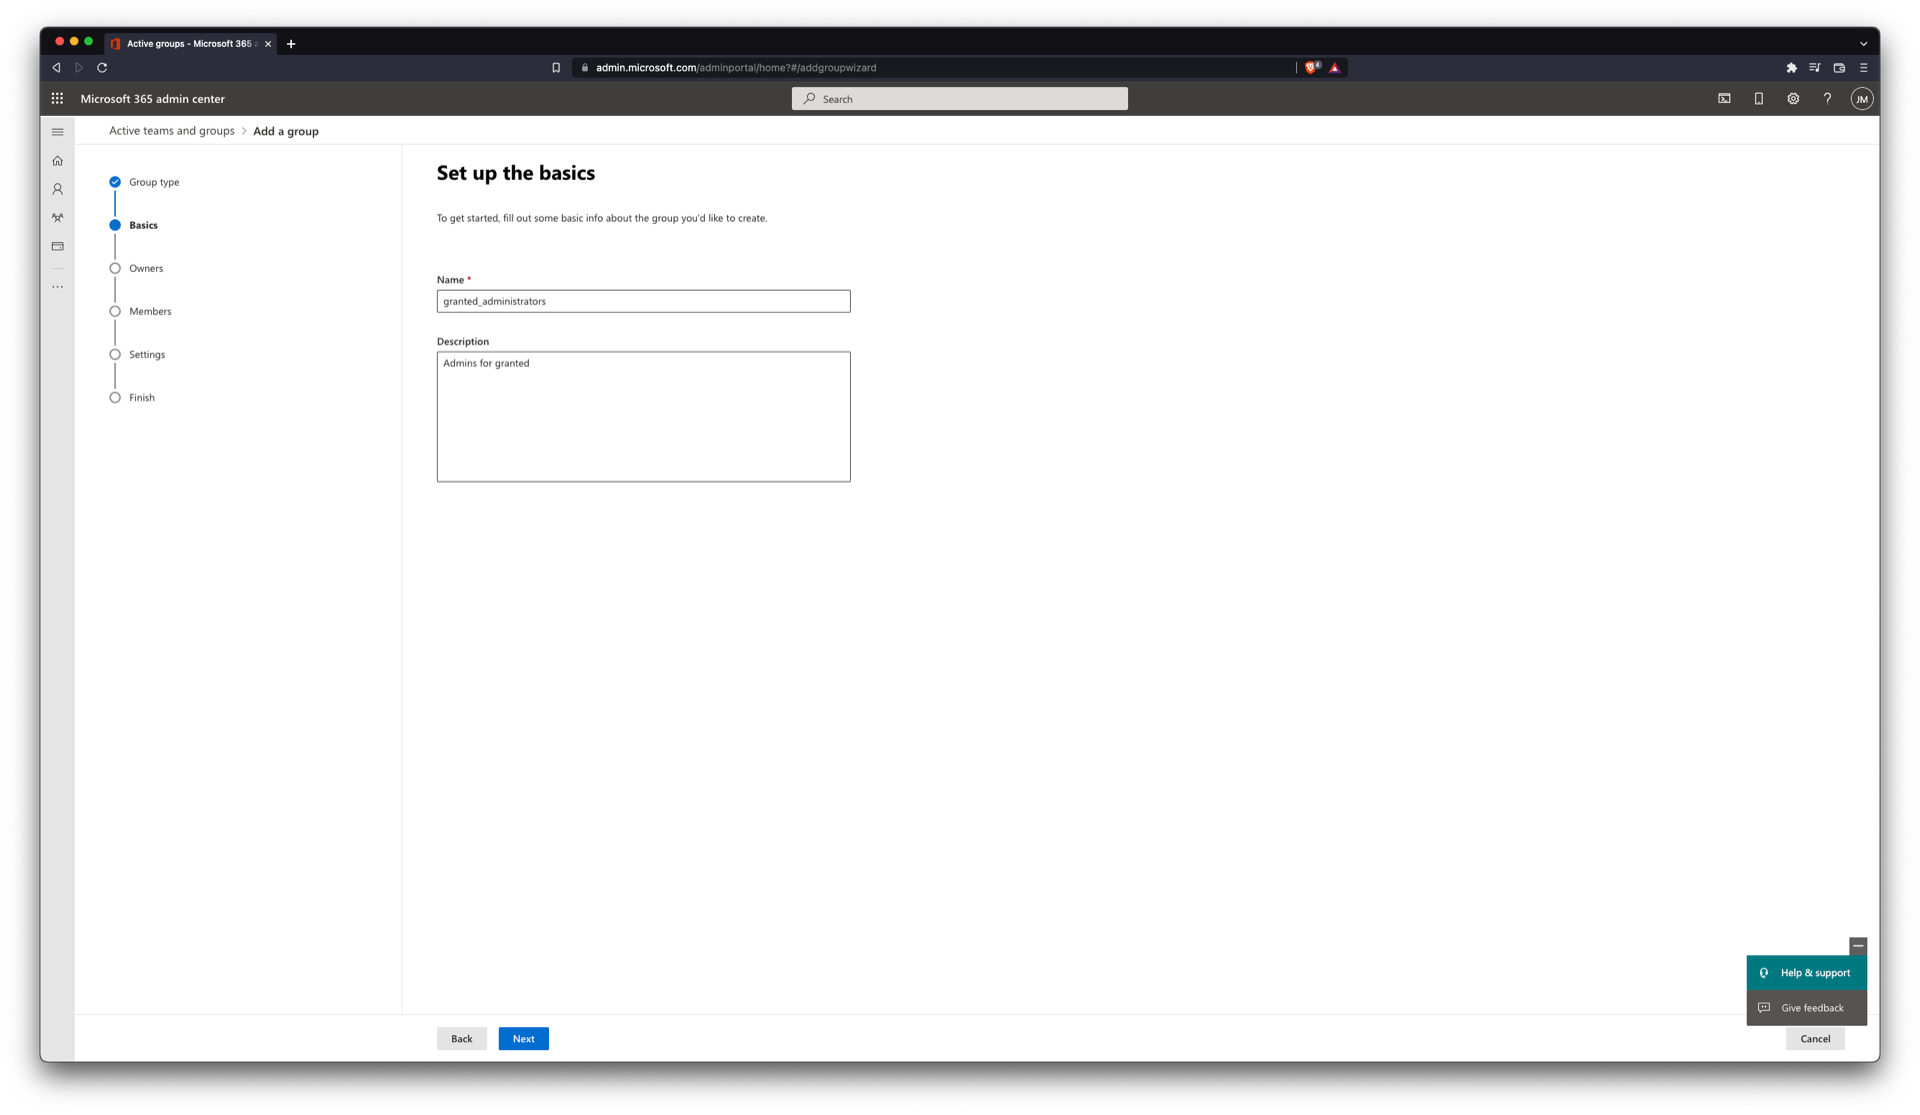 Active groups - Microsoft 365 a
admin.microsoft.com/adminportal/home?#/addgroupwizard
4
Microsoft 365 admin center
Search
JM
Active teams and groups > Add a group
Group type
Basics
Owners
Members
Settings
Finish
Set up the basics
To get started, fill out some basic info about the group you'd like to create.
Name *
granted_administrators
Description
Admins for granted
Help & support
Give feedback
Back
Next
Cancel